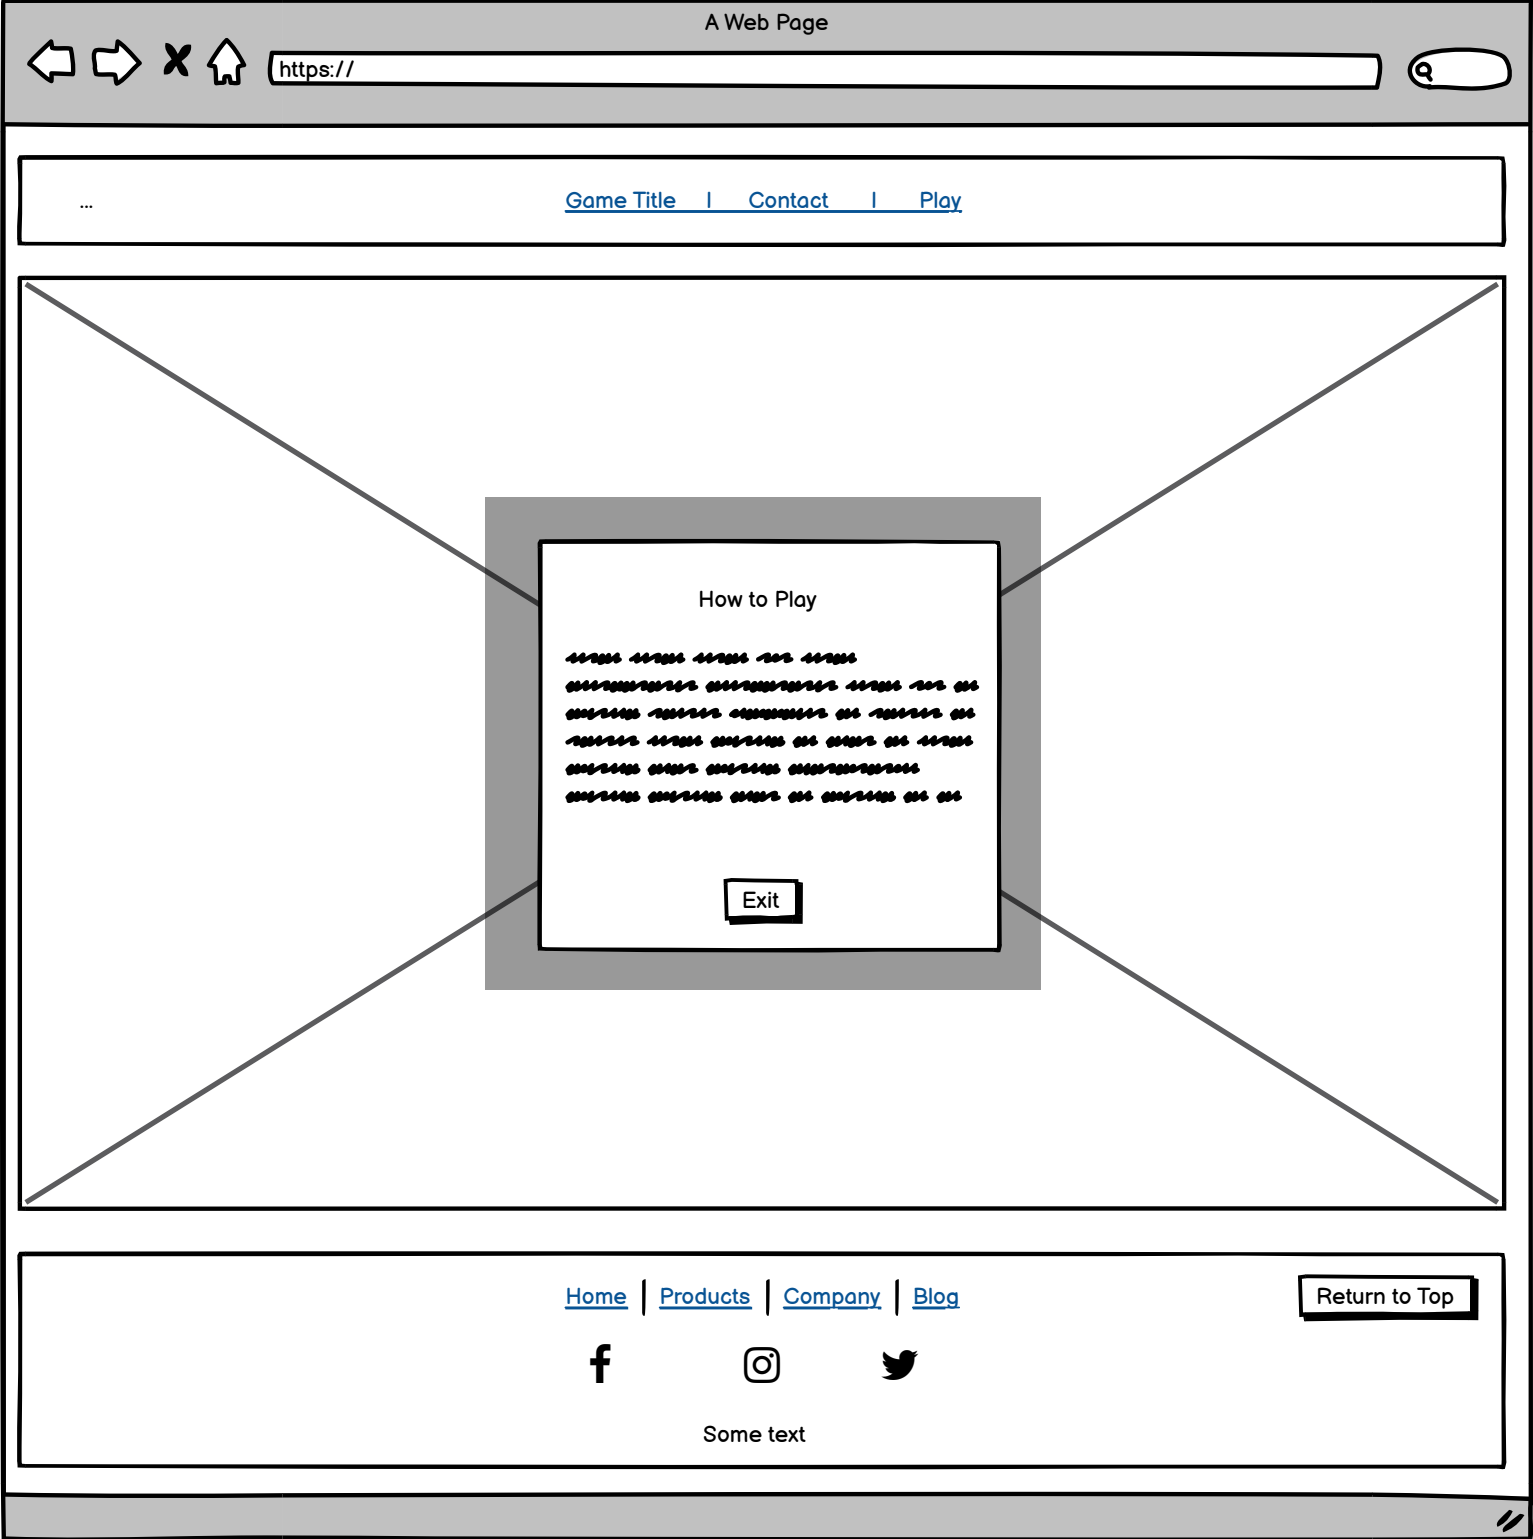 A Web Page
https://
...
Game Title | Contact | Play
How to Play
Exit
Home | Products | Company | Blog
Return to Top
Some text